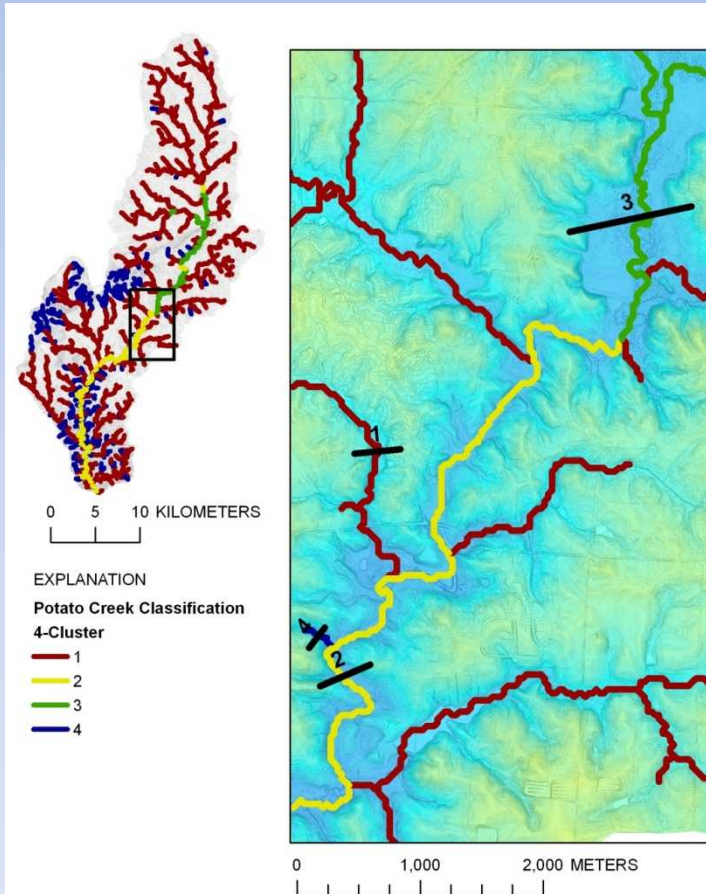 0 5 10 KILOMETERS
EXPLANATION
Potato Creek Classification
4-Cluster
1
2
3
4
3
1
4
2
0 1,000 2,000 METERS